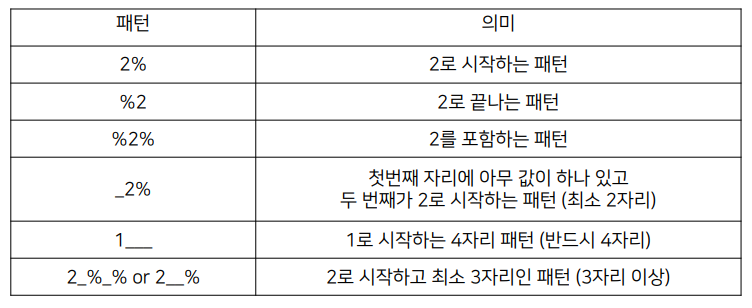 패턴 의미
2% 2로 시작하는 패턴
%2 2로 끝나는 패턴
%2% 2를 포함하는 패턴
_2% 첫번째 자리에 아무 값이 하나 있고
두 번째가 2로 시작하는 패턴 (최소 2자리)
1___ 1로 시작하는 4자리 패턴 (반드시 4자리)
2_%_% or 2__% 2로 시작하고 최소 3자리인 패턴 (3자리 이상)